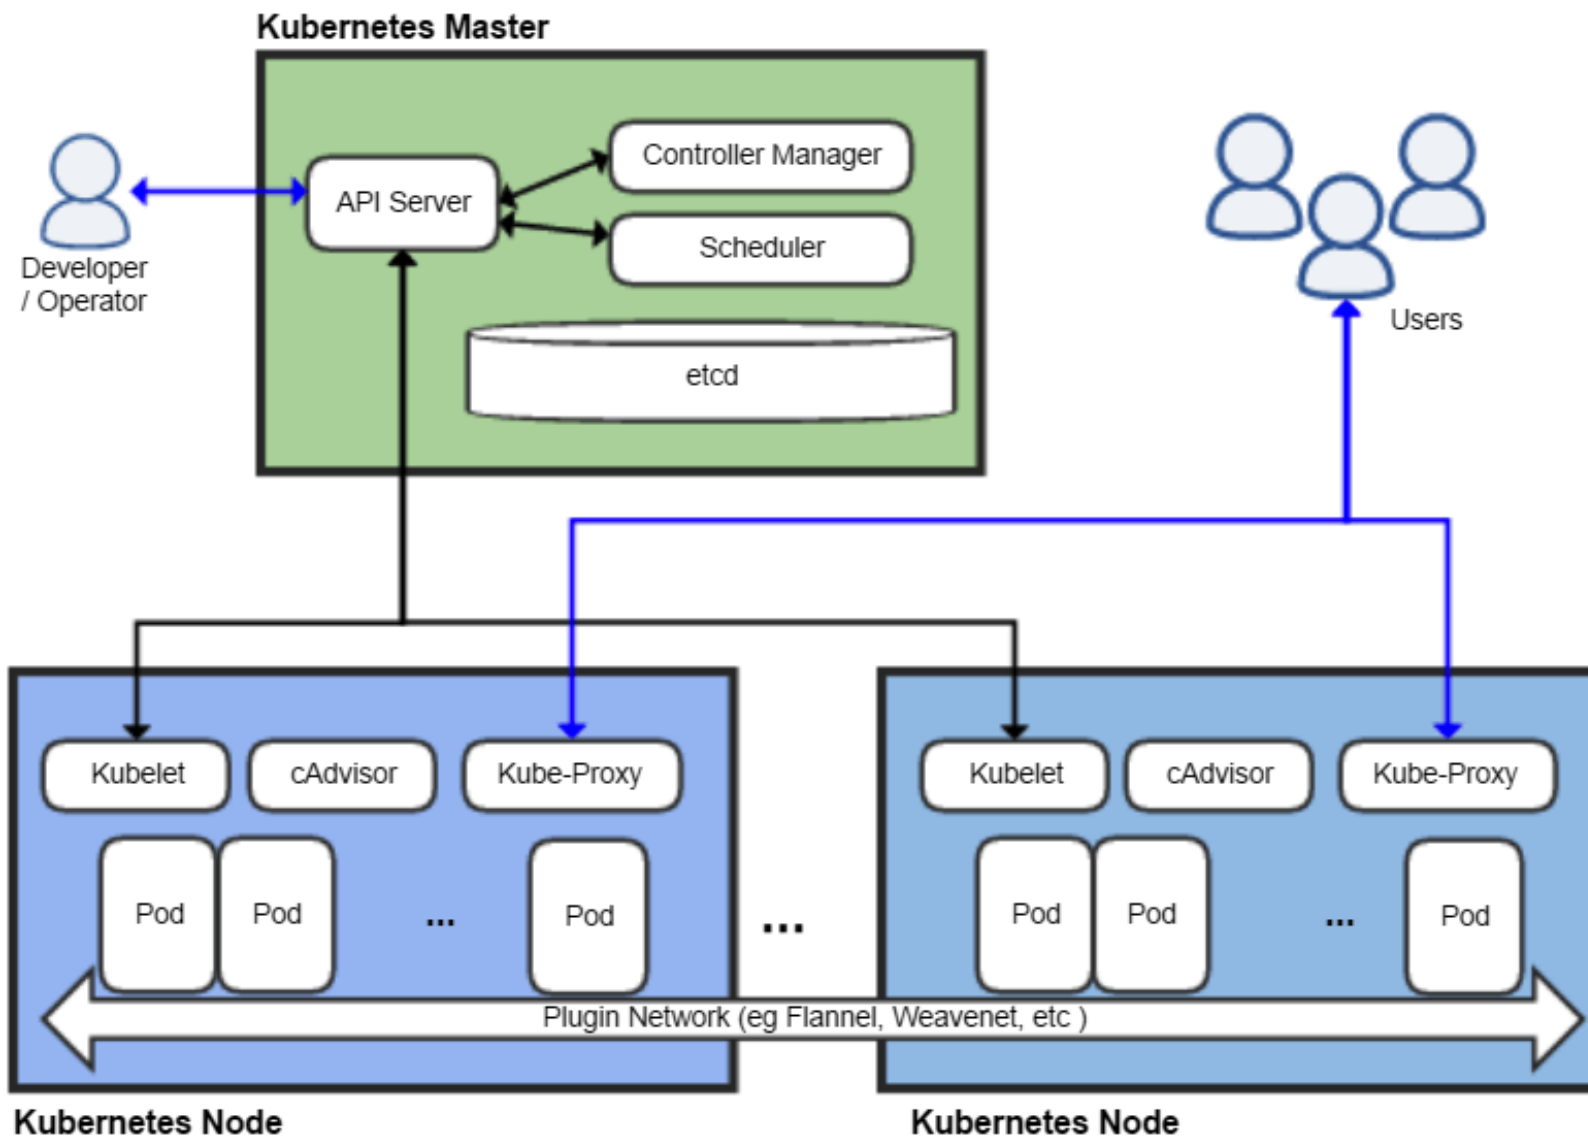 Kubernetes Master
Controller Manager
API Server
Scheduler
Developer
/ Operator
etcd
Users
Kubelet
cAdvisor
Kube-Proxy
Kubelet
cAdvisor
Kube-Proxy
Pod
Pod
...
Pod
...
Pod
Pod
...
Pod
Plugin Network (eg Flannel, Weavenet, etc )
Kubernetes Node
Kubernetes Node